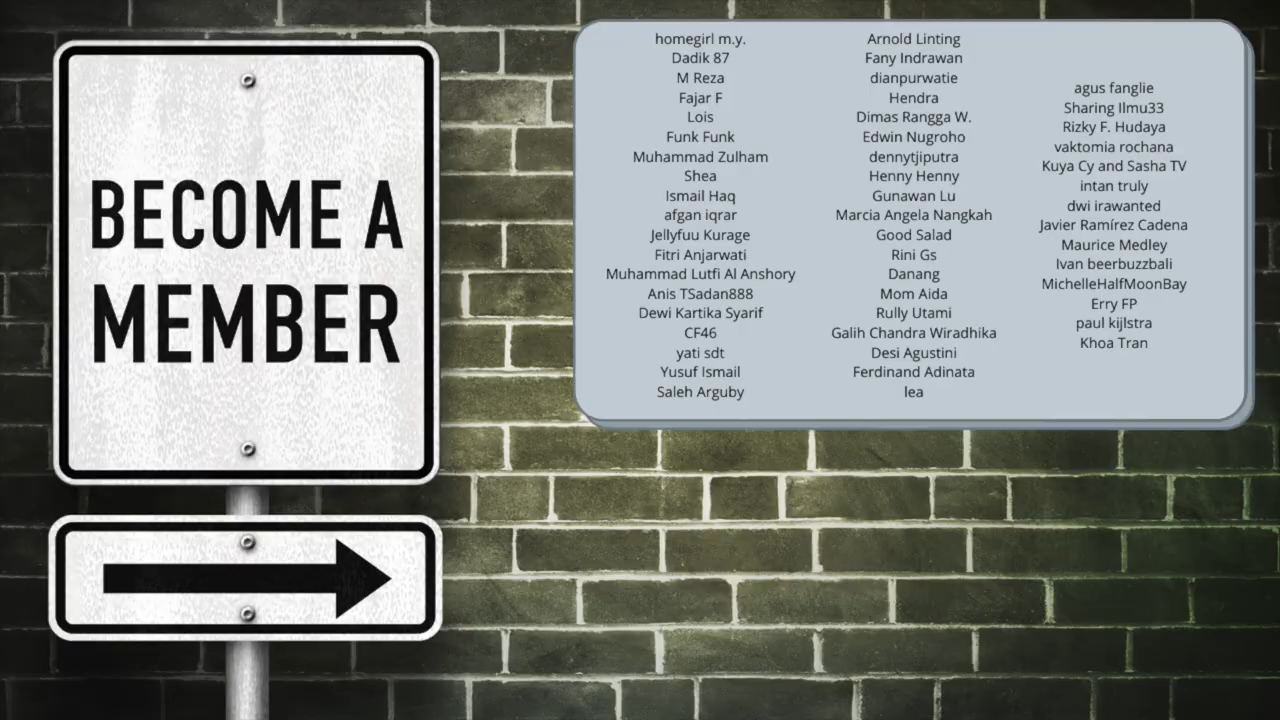 BECOME A
MEMBER
homegirl m.y.
Dadik 87
M Reza
Fajar F
Lois
Funk Funk
Muhammad Zulham
Shea
Ismail Haq
afgan iqrar
Jellyfuu Kurage
Fitri Anjarwati
Muhammad Lutfi Al Anshory
Anis TSadan888
Dewi Kartika Syarif
CF46
yati sdt
Yusuf Ismail
Saleh Arguby
Arnold Linting
Fany Indrawan
dianpurwatie
Hendra
Dimas Rangga W.
Edwin Nugroho
dennytjiputra
Henny Henny
Gunawan Lu
Marcia Angela Nangkah
Good Salad
Rini Gs
Danang
Mom Aida
Rully Utami
Galih Chandra Wiradhika
Desi Agustini
Ferdinand Adinata
lea
agus fanglie
Sharing Ilmu33
Rizky F. Hudaya
vaktomia rochana
Kuya Cy and Sasha TV
intan truly
dwi irawanted
Javier Ramírez Cadena
Maurice Medley
Ivan beerbuzzbali
MichelleHalfMoonBay
Erry FP
paul kijlstra
Khoa Tran